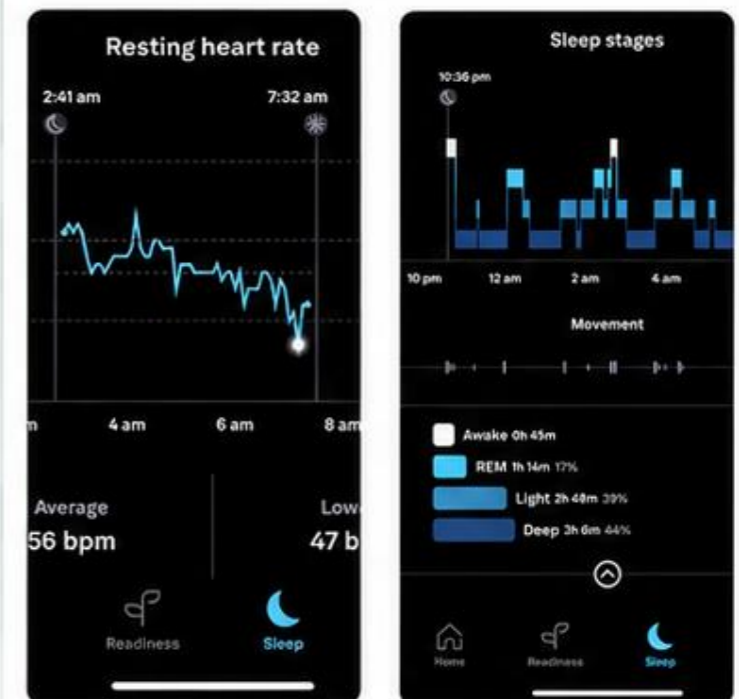 Resting heart rate
2:41 am 7:32 am
m 4 am 6 am 8 am
Average Low
56 bpm 47 b
Readiness Sleep
Sleep stages
10:36 pm
10 pm 12 am 2 am 4 am
Movement
Awake 0h 45m
REM 1h 14m 17%
Light 2h 48m 39%
Deep 3h 6m 44%
Home Readiness Sleep